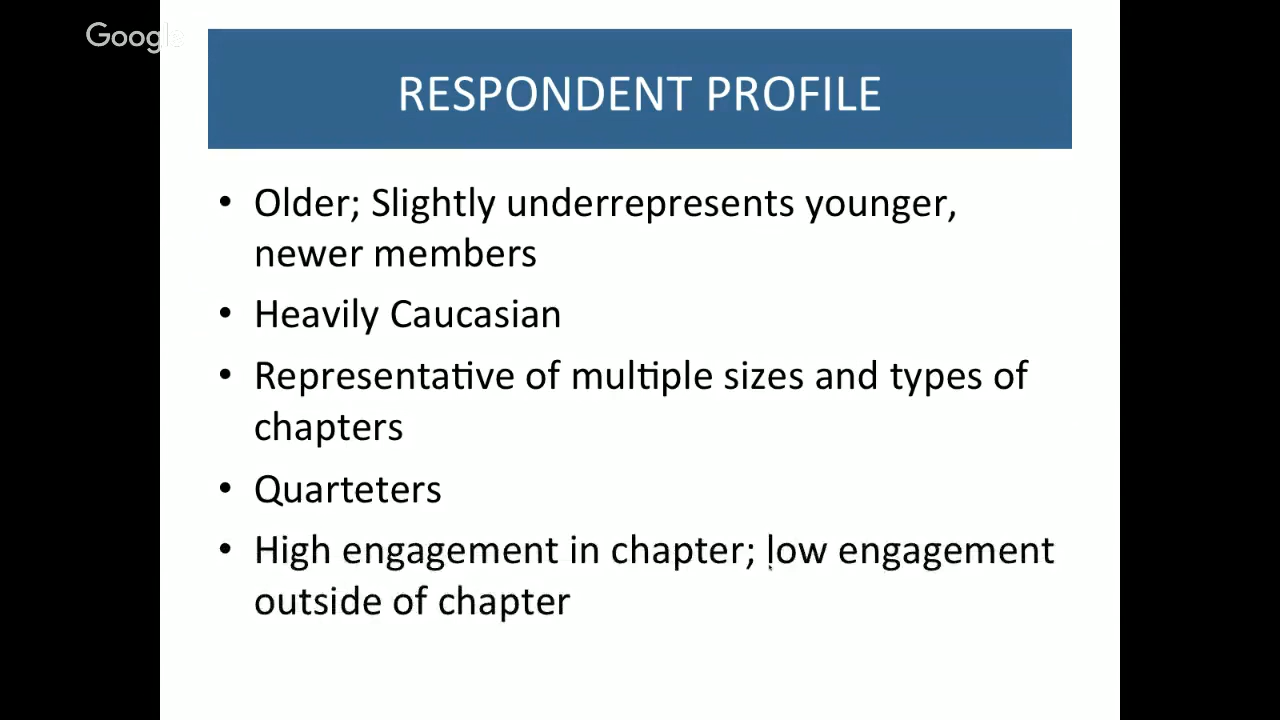 Google
RESPONDENT PROFILE
• Older; Slightly underrepresents younger,
newer members
• Heavily Caucasian
• Representative of multiple sizes and types of
chapters
• Quarteters
• High engagement in chapter; low engagement
outside of chapter